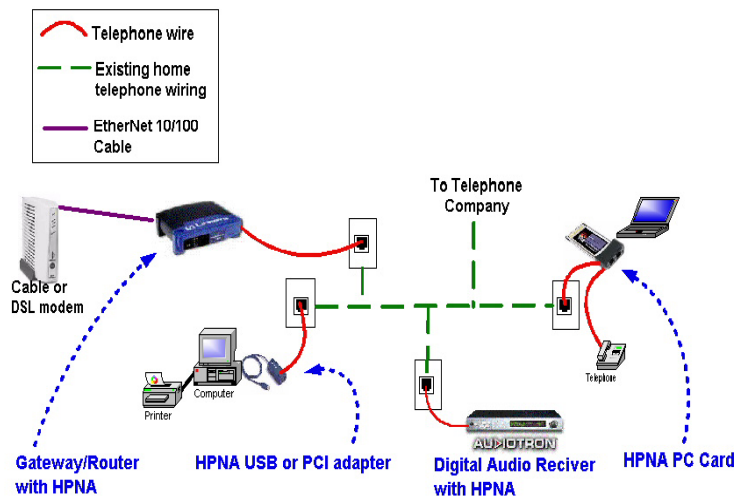 Telephone wire
Existing home
telephone wiring
EtherNet 10/100
Cable
To Telephone
Company
Cable or
DSL modem
Computer
Printer
Telephone
AUDIOTRON
Gateway/Router
with HPNA
HPNA USB or PCI adapter
Digital Audio Reciver
with HPNA
HPNA PC Card